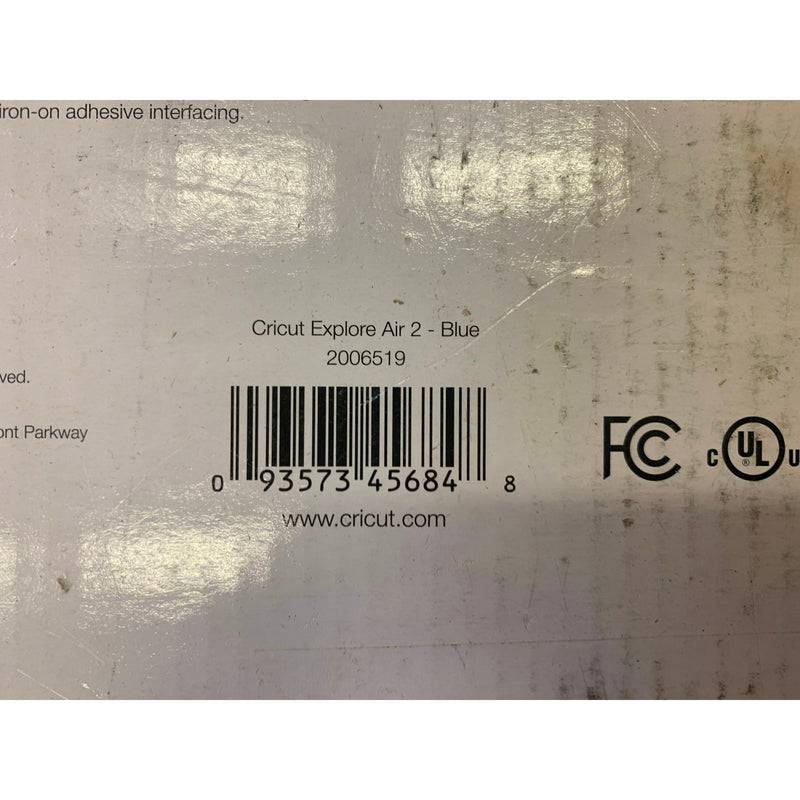 iron-on adhesive interfacing.
Cricut Explore Air 2 - Blue
2006519
ved.
ont Parkway
0 93573 45684 8
www.cricut.com
FC
c UL ® u